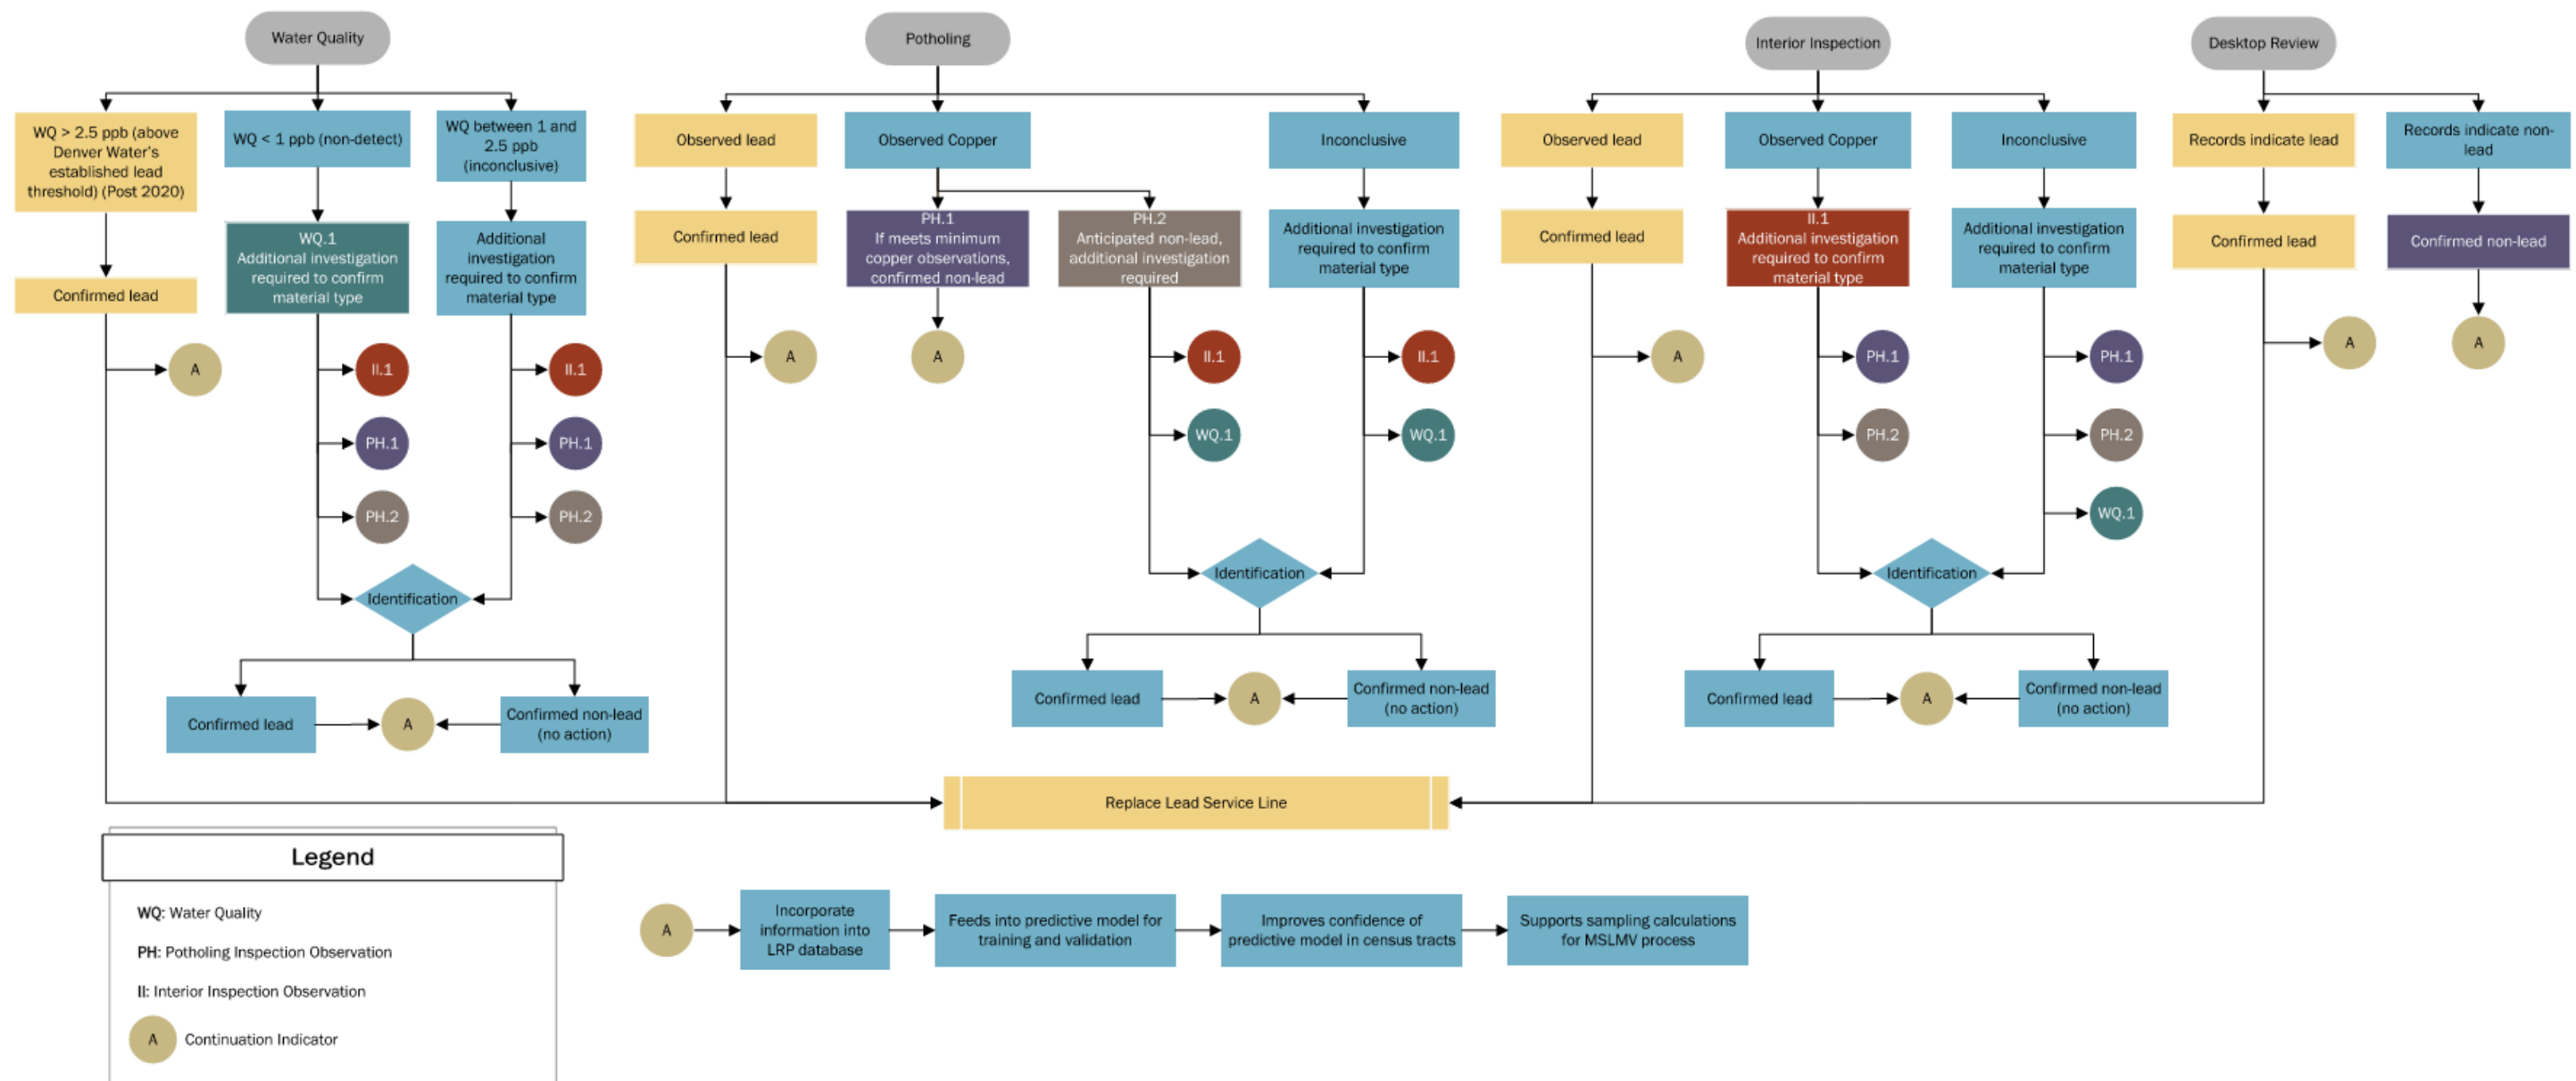 Water Quality
WQ > 2.5 ppb (above
Denver Water's
established lead
threshold) (Post 2020)
Confirmed lead
A
WQ < 1 ppb (non-detect)
WQ.1
Additional investigation
required to confirm
material type
II.1
PH.1
PH.2
WQ between 1 and
2.5 ppb
(inconclusive)
Additional
investigation
required to confirm
material type
II.1
PH.1
PH.2
Identification
Confirmed lead
A
Confirmed non-lead
(no action)
Potholing
Observed lead
Confirmed lead
A
Observed Copper
PH.1
If meets minimum
copper observations,
confirmed non-lead
A
PH.2
Anticipated non-lead,
additional investigation
required
II.1
WQ.1
Inconclusive
Additional investigation
required to confirm
material type
II.1
WQ.1
Identification
Confirmed lead
A
Confirmed non-lead
(no action)
Interior Inspection
Observed lead
Confirmed lead
A
Observed Copper
II.1
Additional investigation
required to confirm
material type
PH.1
PH.2
Inconclusive
Additional investigation
required to confirm
material type
PH.1
PH.2
WQ.1
Identification
Confirmed lead
A
Confirmed non-lead
(no action)
Desktop Review
Records indicate lead
Confirmed lead
A
Records indicate non-
lead
Confirmed non-lead
A
Replace Lead Service Line
Legend
WQ: Water Quality
PH: Potholing Inspection Observation
II: Interior Inspection Observation
A
Continuation Indicator
A
Incorporate
information into
LRP database
Feeds into predictive model for
training and validation
Improves confidence of
predictive model in census tracts
Supports sampling calculations
for MSLMV process